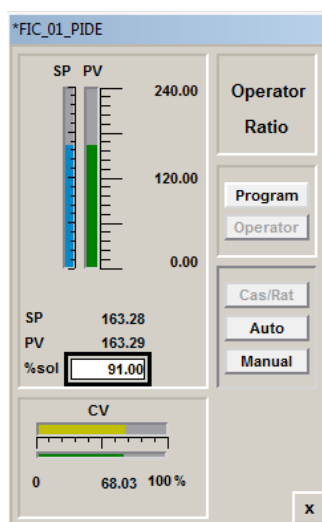 *FIC_01_PIDE
SP PV
240.00
120.00
0.00
SP 163.28
PV 163.29
%sol 91.00
Operator
Ratio
Program
Operator
Cas/Rat
Auto
Manual
CV
0 68.03 100 %
x